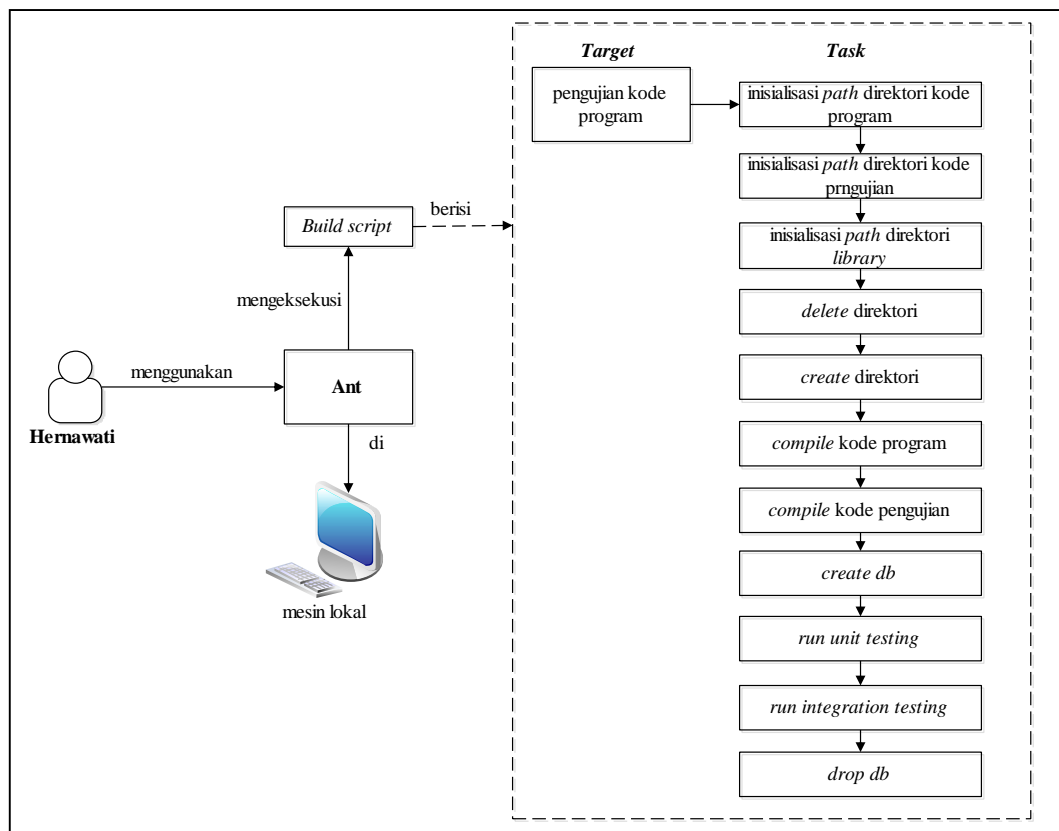 Target
Task
pengujian kode
program
inisialisasi path direktori kode
program
inisialisasi path direktori kode
prngujian
inisialisasi path direktori
library
delete direktori
create direktori
compile kode program
compile kode pengujian
create db
run unit testing
run integration testing
drop db
berisi
Build script
mengeksekusi
menggunakan
Ant
Hernawati
di
mesin lokal